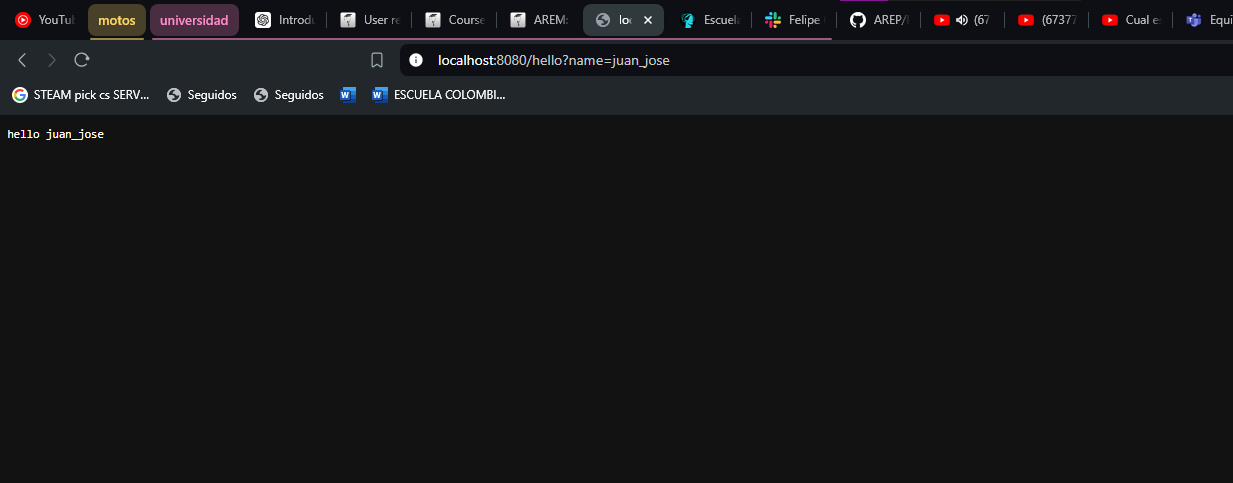 YouTub motos universidad Introdu User re Course AREM: loc Escuela Felipe AREP/ (67 (67377 Cual es Equi
localhost:8080/hello?name=juan_jose
STEAM pick cs SERV... Seguidos Seguidos ESCUELA COLOMBI...
hello juan_jose